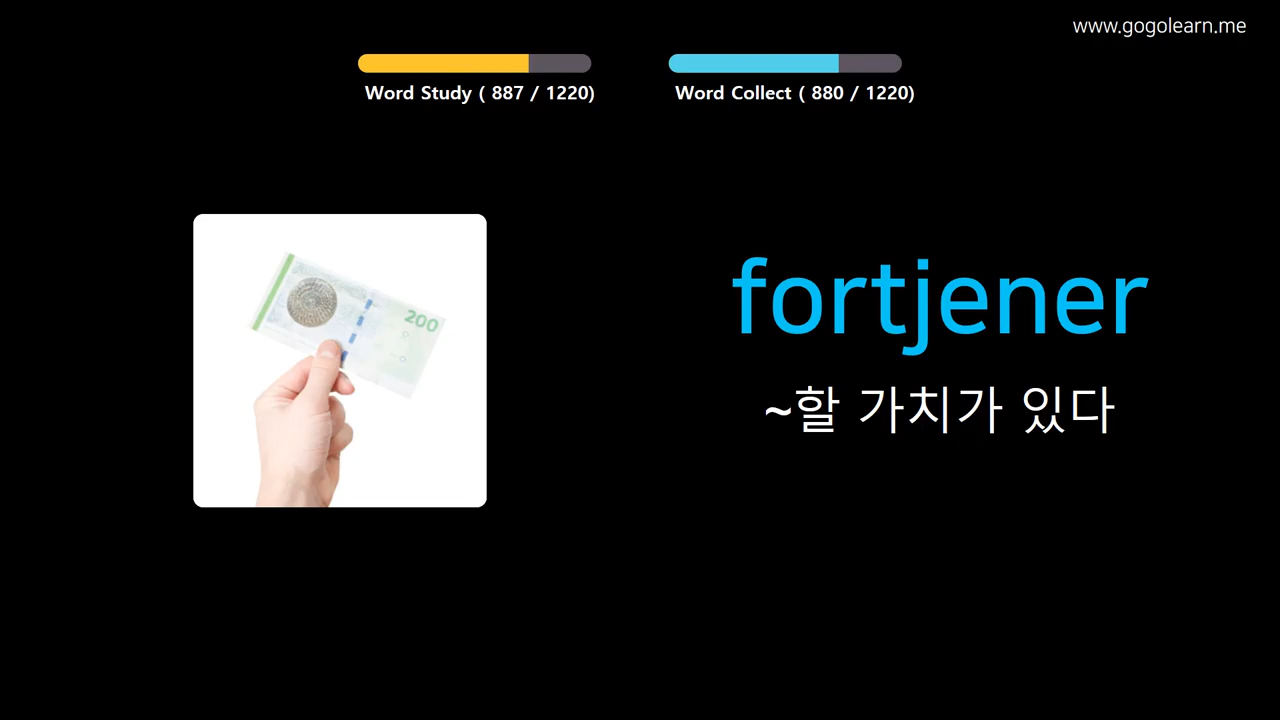 www.gogolearn.me
Word Study ( 887 / 1220)
Word Collect ( 880 / 1220)
200
fortjener
~할 가치가 있다